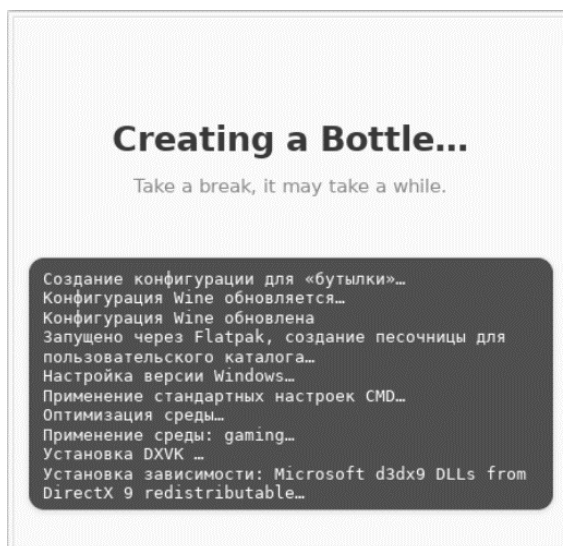 Creating a Bottle…
Take a break, it may take a while.
Создание конфигурации для «бутылки»…
Конфигурация Wine обновляется…
Конфигурация Wine обновлена
Запущено через Flatpak, создание песочницы для
пользовательского каталога…
Настройка версии Windows…
Применение стандартных настроек CMD…
Оптимизация среды…
Применение среды: gaming…
Установка DXVK …
Установка зависимости: Microsoft d3dx9 DLLs from
DirectX 9 redistributable…